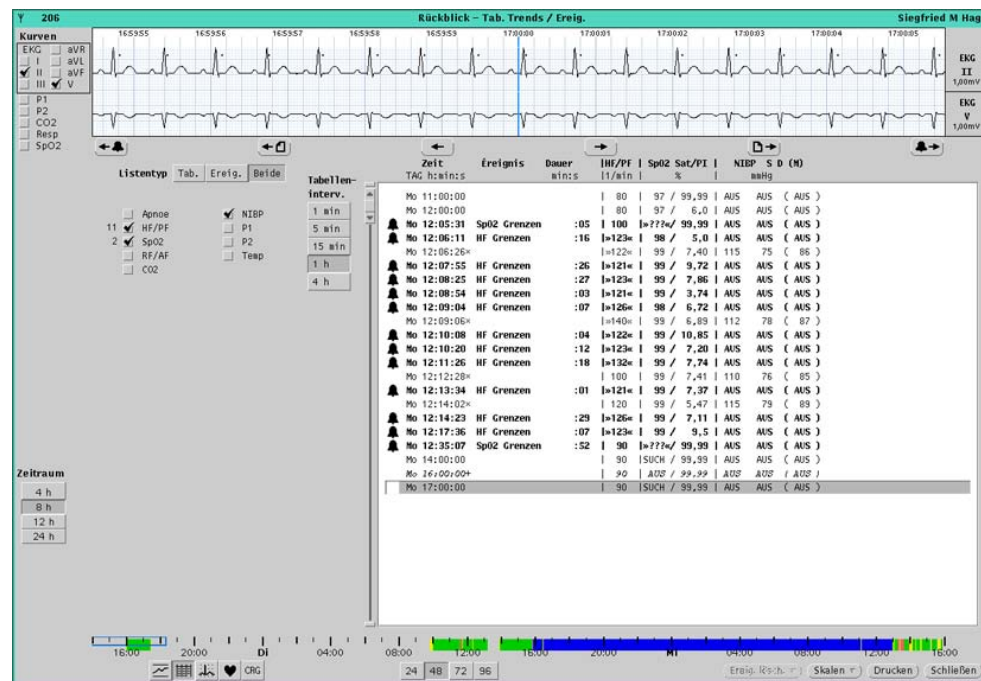 206 Rückblick – Tab. Trends / Ereig. Siegfried M Hag
Kurven 16:59:55 16:59:56 16:59:57 16:59:58 16:59:59 17:00:00 17:00:01 17:00:02 17:00:03 17:00:04 17:00:05
EKG aVR
I aVL
II aVF
III V
P1
P2
CO2
Resp
SpO2
EKG
II
1,00mV
EKG
V
1,00mV
Listentyp Tab. Ereig. Beide
Tabellen-
interv.
1 min
5 min
15 min
1 h
4 h
Apnoe NIBP
11 HF/PF P1
2 SpO2 P2
RF/AF Temp
CO2
Zeit Ereignis Dauer |HF/PF | SpO2 Sat/PI | NIBP S D (M)
TAG h:min:s min:s |1/min | % | mmHg
Mo 11:00:00 | 80 | 97 / 99,99 | AUS AUS ( AUS )
Mo 12:00:00 | 80 | 97 / 6,0 | AUS AUS ( AUS )
Mo 12:05:31 SpO2 Grenzen :05 | 100 |»???«/ 99,99 | AUS AUS ( AUS )
Mo 12:06:11 HF Grenzen :16 |»123« | 98 / 5,0 | AUS AUS ( AUS )
Mo 12:06:26× |»122« | 99 / 7,40 | 115 75 ( 86 )
Mo 12:07:55 HF Grenzen :26 |»121« | 99 / 9,72 | AUS AUS ( AUS )
Mo 12:08:25 HF Grenzen :27 |»123« | 99 / 7,86 | AUS AUS ( AUS )
Mo 12:08:54 HF Grenzen :03 |»121« | 99 / 3,74 | AUS AUS ( AUS )
Mo 12:09:04 HF Grenzen :07 |»126« | 98 / 6,72 | AUS AUS ( AUS )
Mo 12:09:06× |»140« | 99 / 6,89 | 112 78 ( 87 )
Mo 12:10:08 HF Grenzen :04 |»122« | 99 / 10,85 | AUS AUS ( AUS )
Mo 12:10:20 HF Grenzen :12 |»123« | 99 / 7,20 | AUS AUS ( AUS )
Mo 12:11:26 HF Grenzen :18 |»132« | 99 / 7,74 | AUS AUS ( AUS )
Mo 12:12:28× | 100 | 99 / 7,41 | 110 76 ( 85 )
Mo 12:13:34 HF Grenzen :01 |»121« | 99 / 7,37 | AUS AUS ( AUS )
Mo 12:14:02× | 120 | 99 / 5,47 | 115 79 ( 89 )
Mo 12:14:23 HF Grenzen :29 |»126« | 99 / 7,11 | AUS AUS ( AUS )
Mo 12:17:36 HF Grenzen :07 |»123« | 99 / 9,5 | AUS AUS ( AUS )
Mo 12:35:07 SpO2 Grenzen :52 | 90 |»???«/ 99,99 | AUS AUS ( AUS )
Mo 14:00:00 | 90 |SUCH / 99,99 | AUS AUS ( AUS )
Mo 16:00:00+ | 90 | AUS / 99,99 | AUS AUS ( AUS )
Mo 17:00:00 | 90 |SUCH / 99,99 | AUS AUS ( AUS )
Zeitraum
4 h
8 h
12 h
24 h
16:00 20:00 Di 04:00 08:00 12:00 16:00 20:00 Mi 04:00 08:00 12:00 16:00
CRG 24 48 72 96 Skalen Drucken Schließen